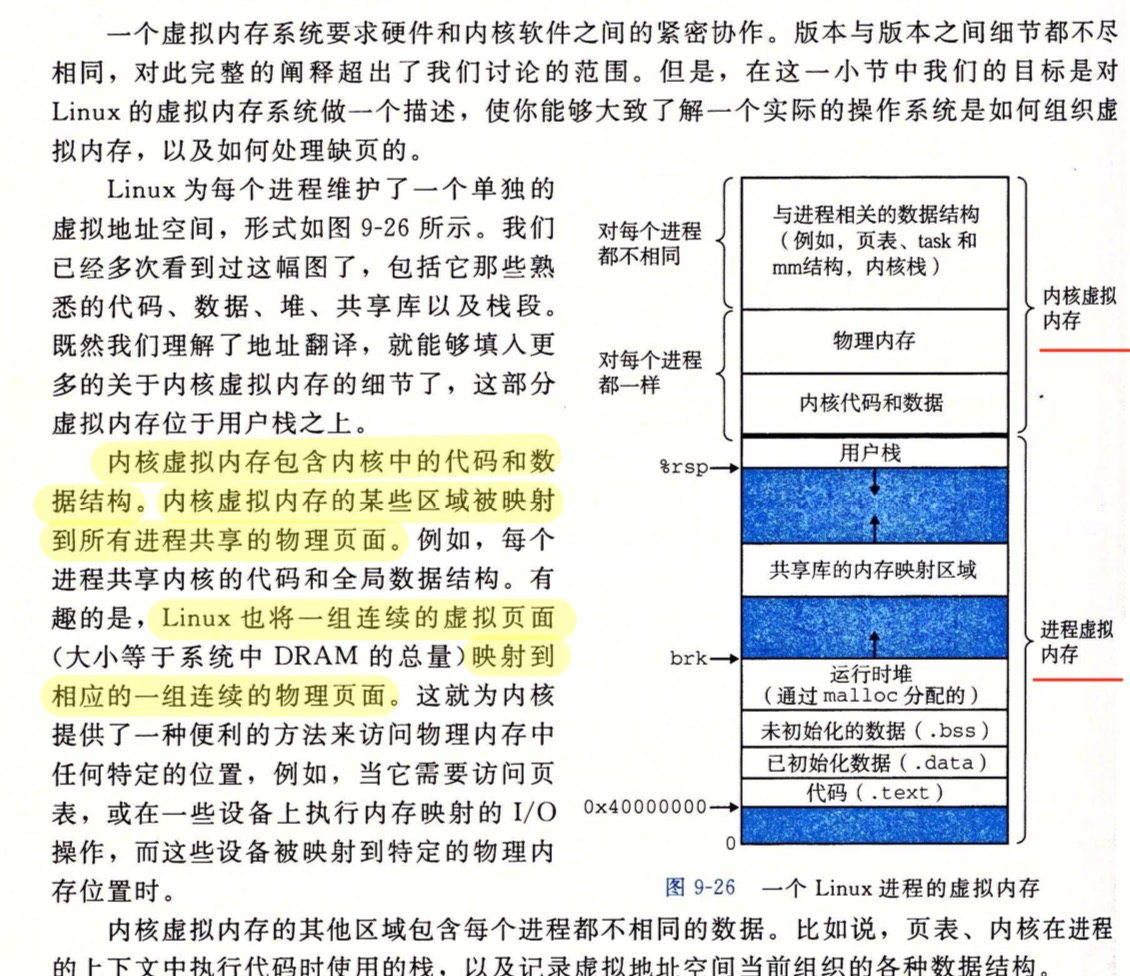 一个虚拟内存系统要求硬件和内核软件之间的紧密协作。版本与版本之间细节都不尽
相同，对此完整的阐释超出了我们讨论的范围。但是，在这一小节中我们的目标是对
Linux 的虚拟内存系统做一个描述，使你能够大致了解一个实际的操作系统是如何组织虚
拟内存，以及如何处理缺页的。
Linux 为每个进程维护了一个单独的
虚拟地址空间，形式如图 9-26 所示。我们
已经多次看到过这幅图了，包括它那些熟
悉的代码、数据、堆、共享库以及栈段。
既然我们理解了地址翻译，就能够填入更
多的关于内核虚拟内存的细节了，这部分
虚拟内存位于用户栈之上。
内核虚拟内存包含内核中的代码和数
据结构。内核虚拟内存的某些区域被映射
到所有进程共享的物理页面。例如，每个
进程共享内核的代码和全局数据结构。有
趣的是，Linux 也将一组连续的虚拟页面
（大小等于系统中 DRAM 的总量）映射到
相应的一组连续的物理页面。这就为内核
提供了一种便利的方法来访问物理内存中
任何特定的位置，例如，当它需要访问页
表，或在一些设备上执行内存映射的 I/O
操作，而这些设备被映射到特定的物理内
存位置时。
对每个进程
都不相同
与进程相关的数据结构
（例如，页表、task 和
mm结构，内核栈）
内核虚拟
内存
物理内存
对每个进程
都一样
内核代码和数据
用户栈
%rsp
共享库的内存映射区域
进程虚拟
内存
brk
运行时堆
（通过malloc 分配的）
未初始化的数据（.bss）
已初始化数据（.data）
代码（.text）
0x40000000
0
图 9-26 一个 Linux 进程的虚拟内存
内核虚拟内存的其他区域包含每个进程都不相同的数据。比如说，页表、内核在进程
的上下文中执行代码时使用的栈，以及记录虚拟地址空间当前组织的各种数据结构。